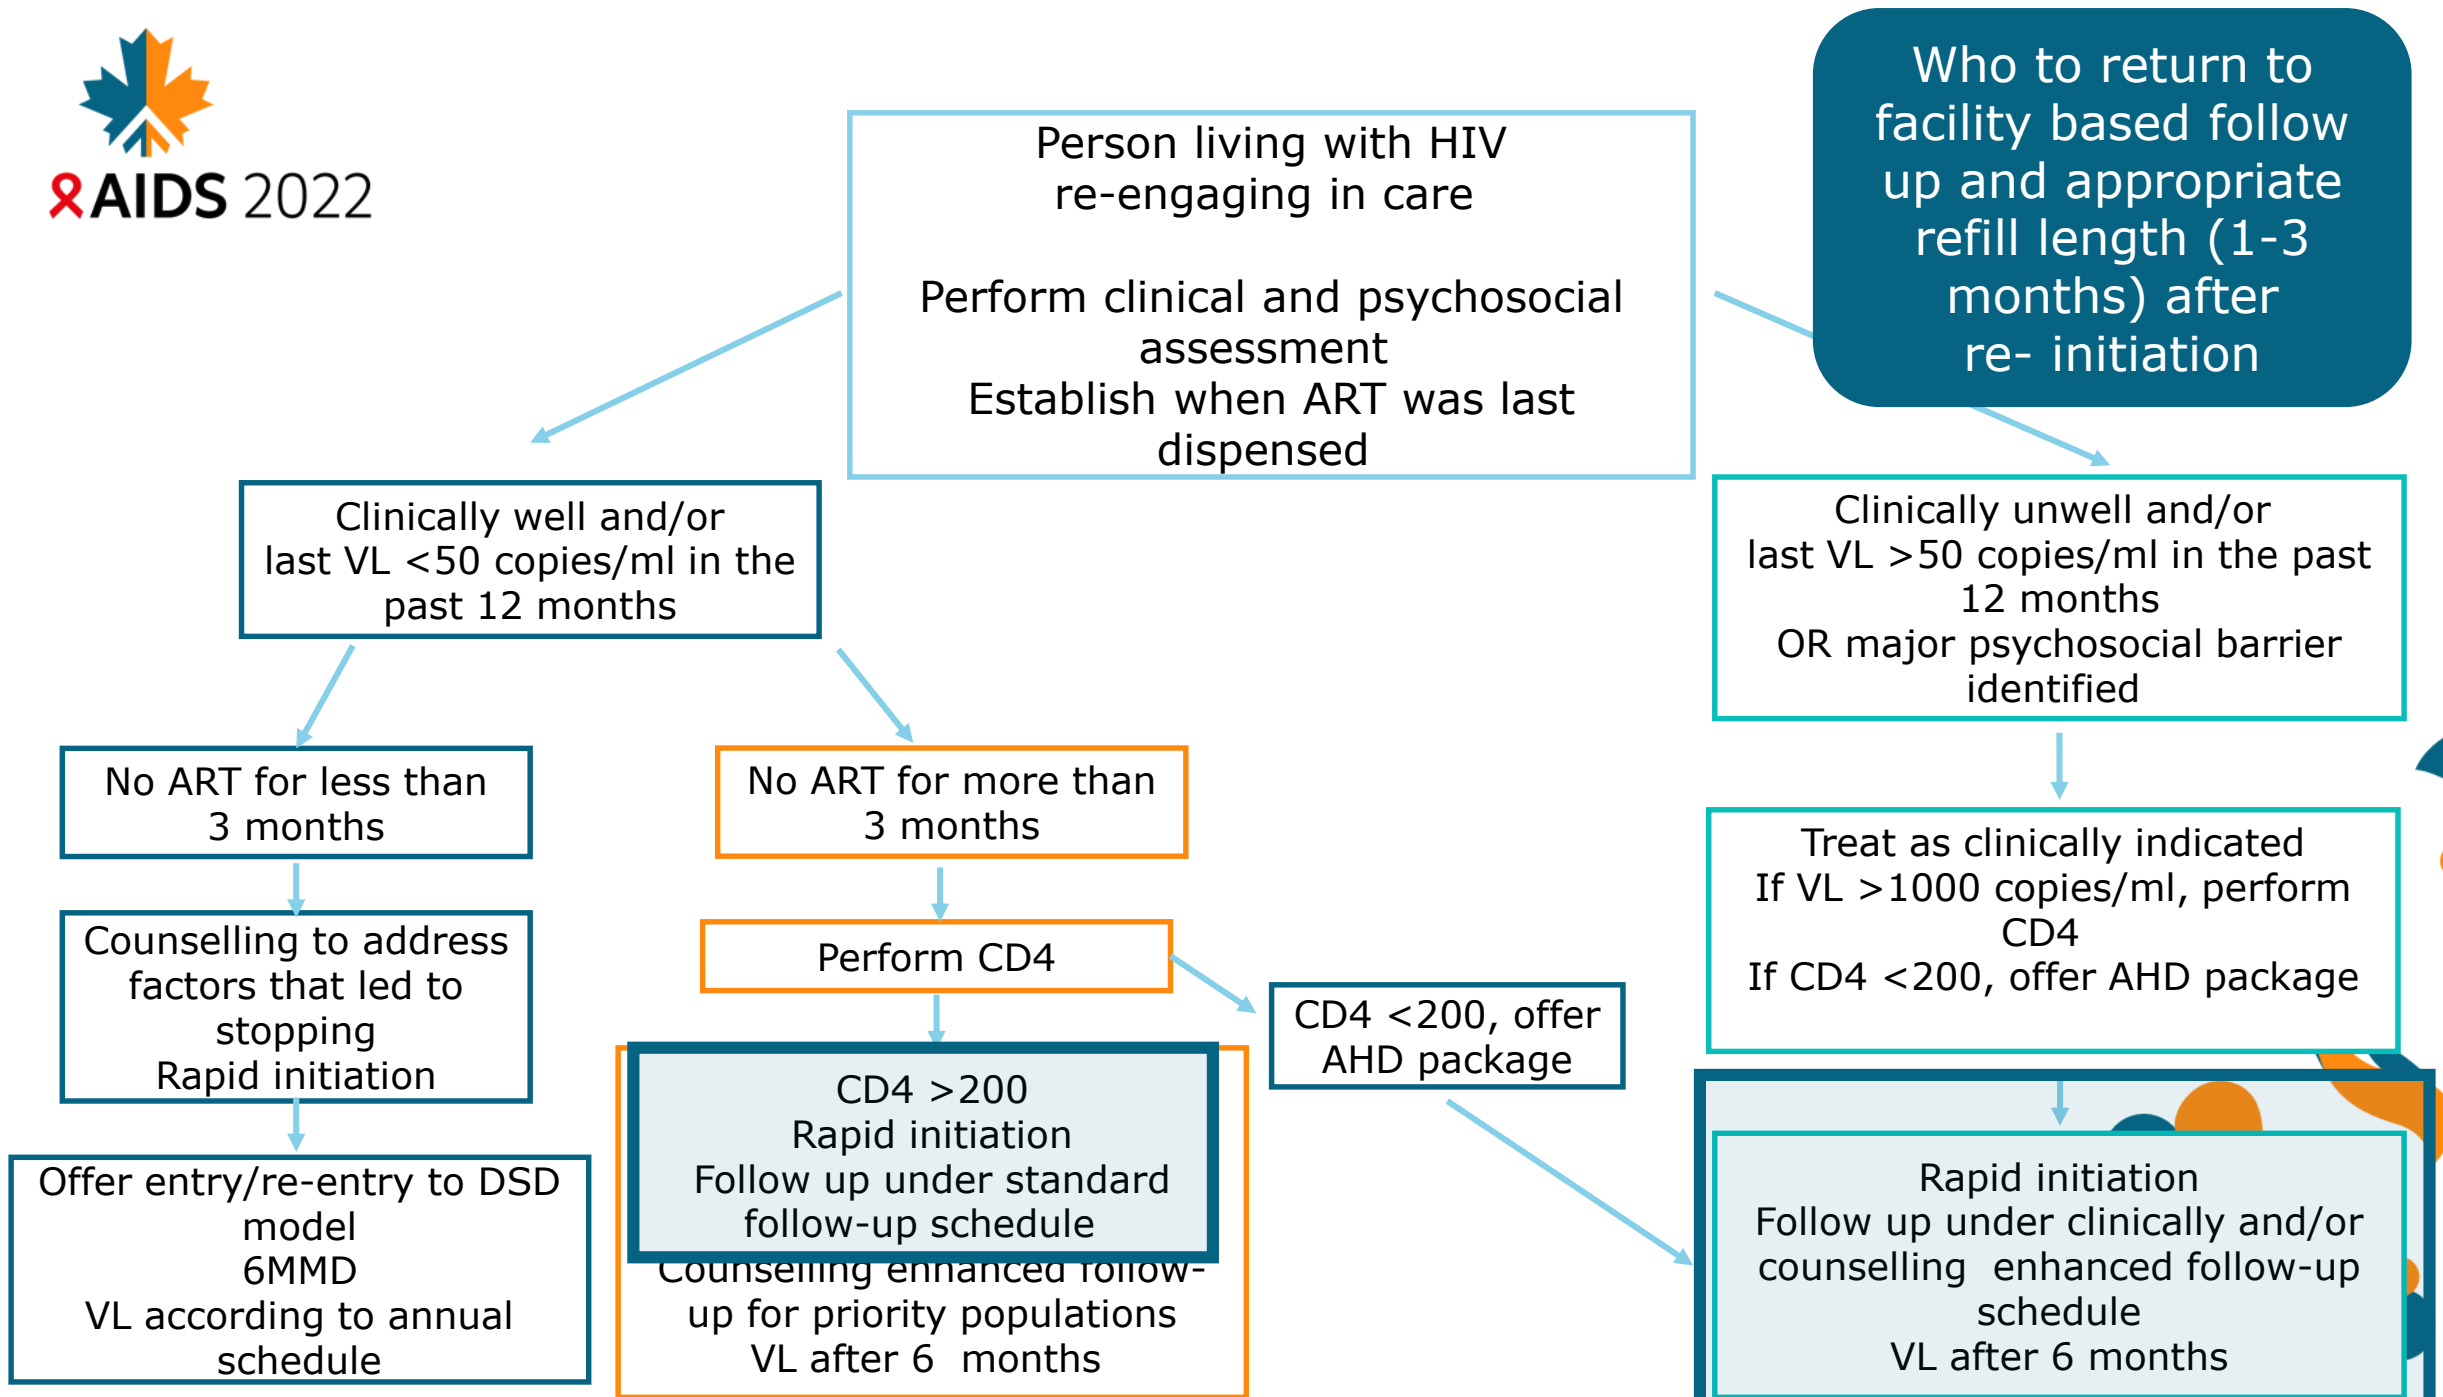 AIDS 2022
Who to return to
facility based follow
up and appropriate
refill length (1-3
months) after
re- initiation
Person living with HIV
re-engaging in care
Perform clinical and psychosocial
assessment
Establish when ART was last
dispensed
Clinically well and/or
last VL <50 copies/ml in the
past 12 months
Clinically unwell and/or
last VL >50 copies/ml in the past
12 months
OR major psychosocial barrier
identified
No ART for less than
3 months
No ART for more than
3 months
Counselling to address
factors that led to
stopping
Rapid initiation
Perform CD4
CD4 <200, offer
AHD package
Treat as clinically indicated
If VL >1000 copies/ml, perform
CD4
If CD4 <200, offer AHD package
Offer entry/re-entry to DSD
model
6MMD
VL according to annual
schedule
CD4 >200
Rapid initiation
Follow up under standard
follow-up schedule
Counselling enhanced follow-
up for priority populations
VL after 6  months
Rapid initiation
Follow up under clinically and/or
counselling  enhanced follow-up
schedule
VL after 6 months